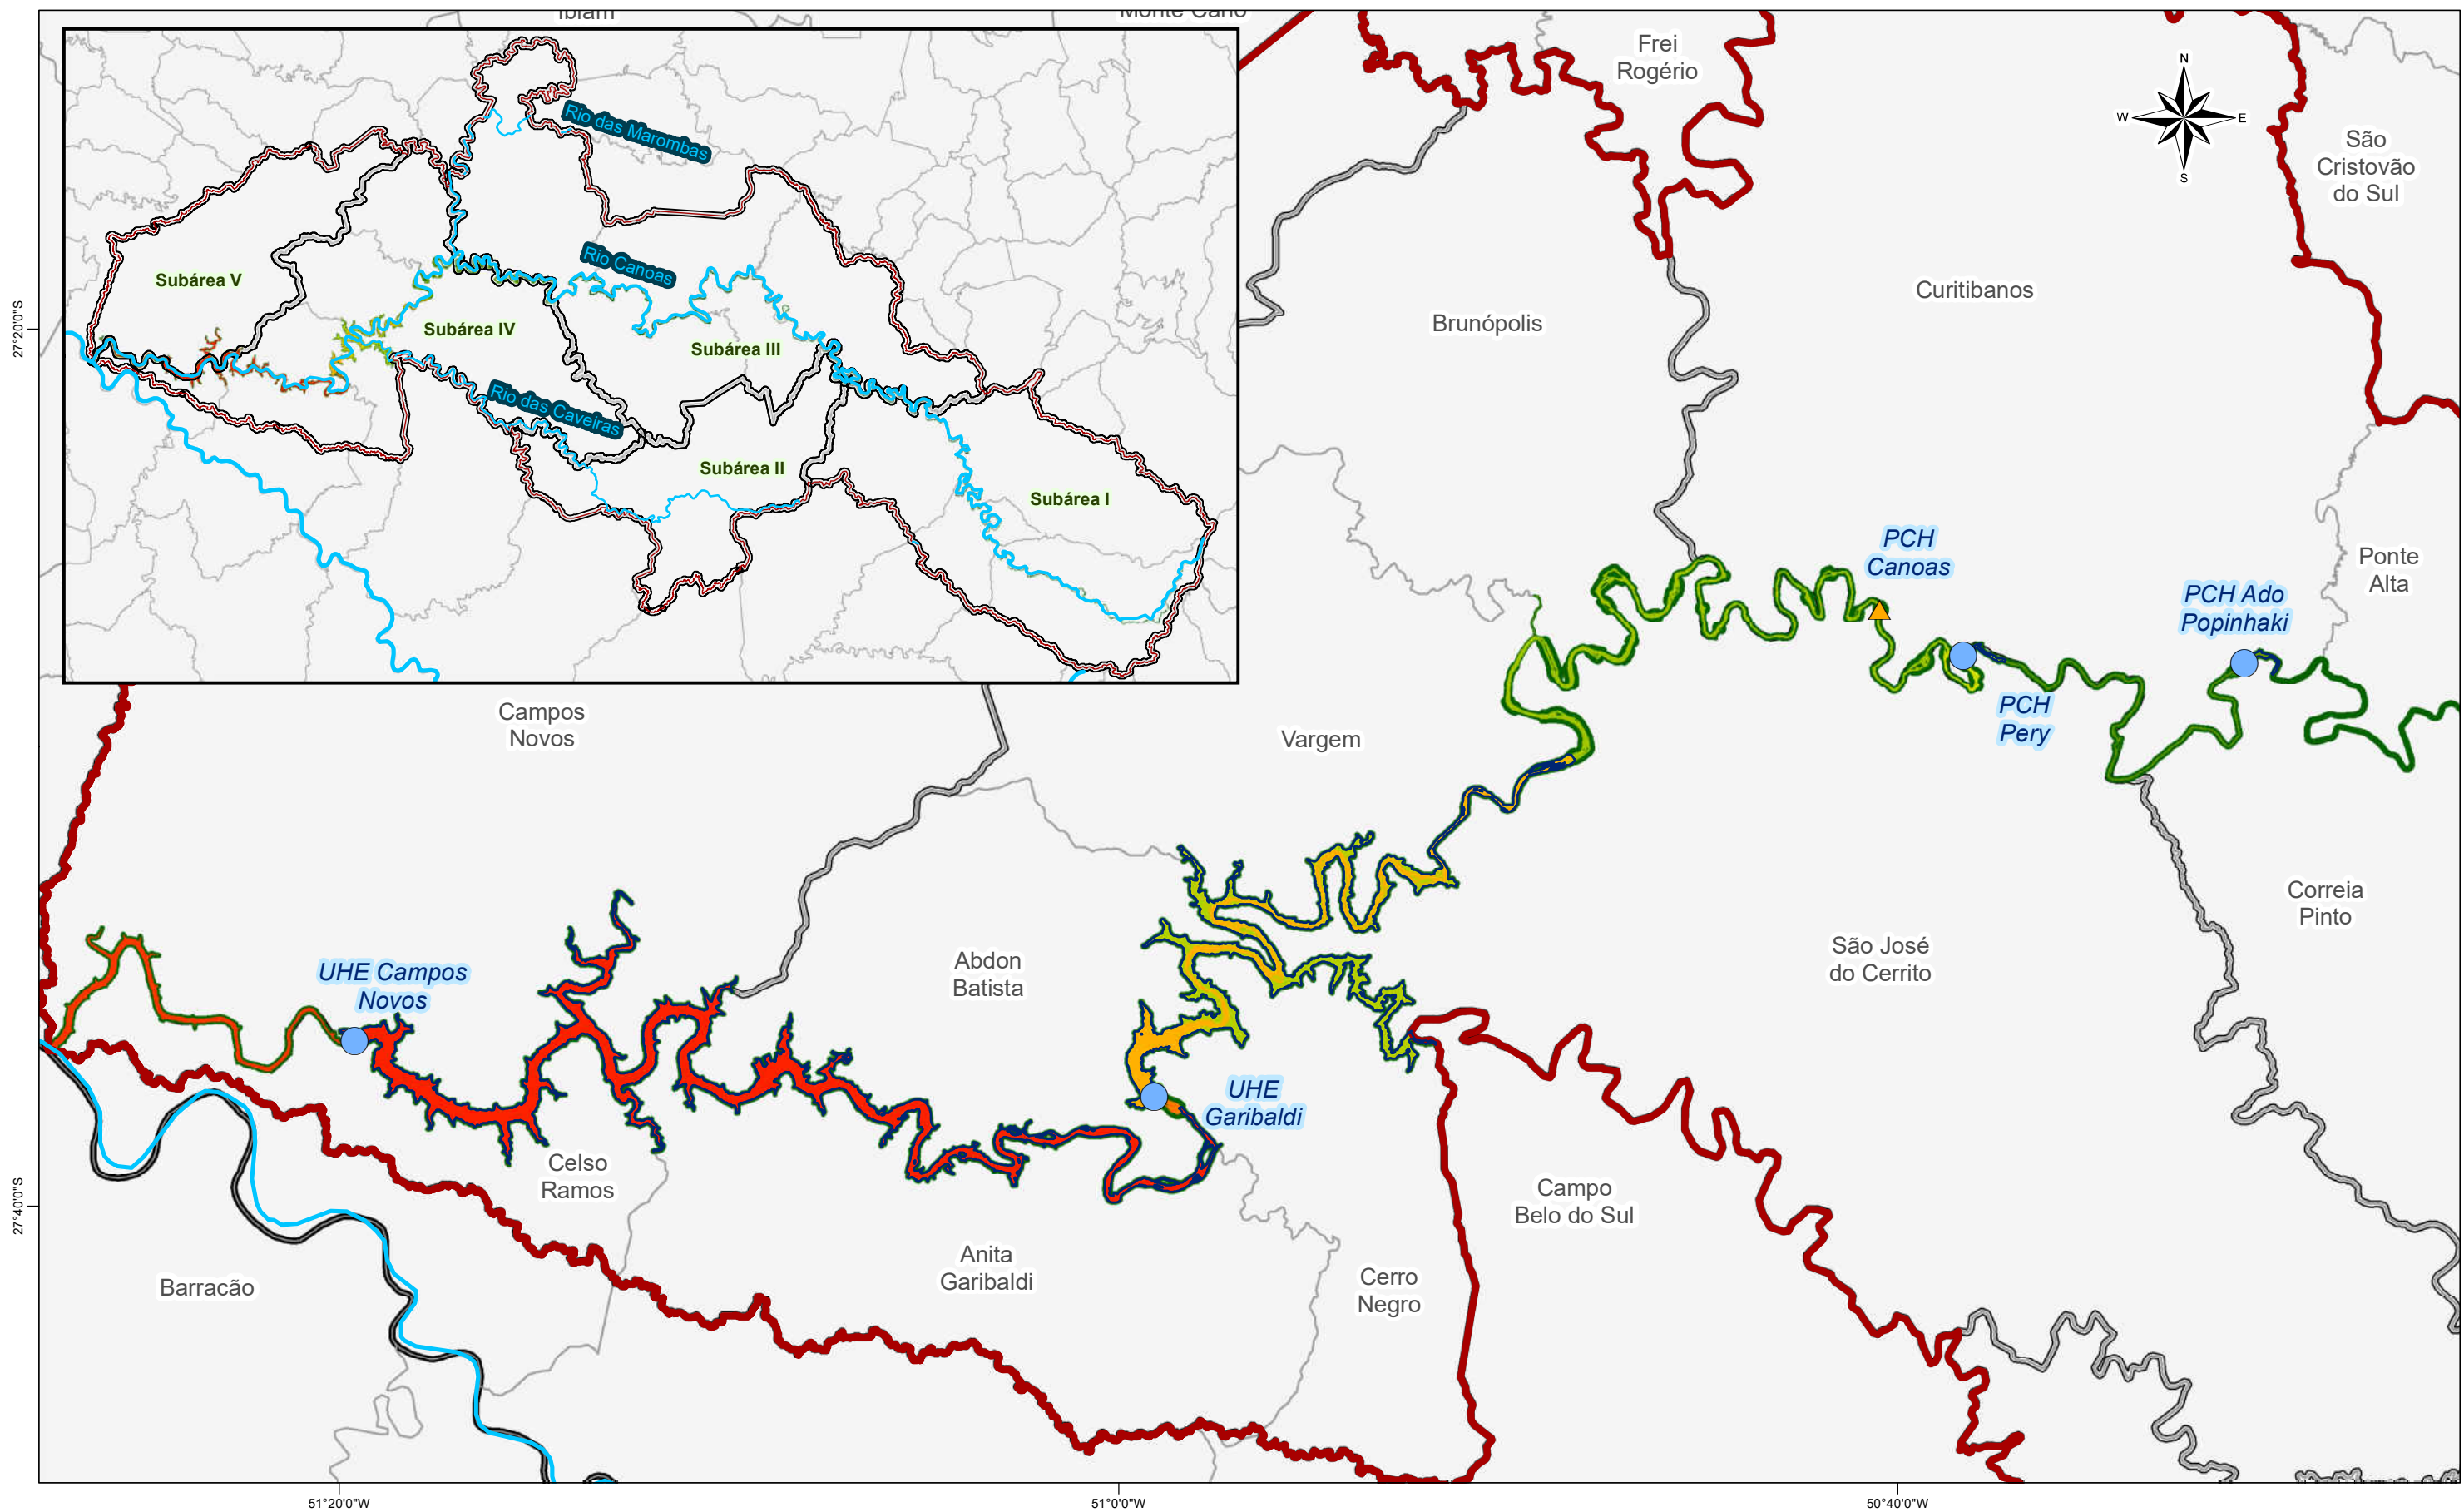 Ibiam
Monte Carlo
Frei
Rogério
N
W
E
S
São
Cristovão
do Sul
Rio das Marombas
Rio Canoas
Subárea V
Subárea IV
Subárea III
Rio das Caveiras
Subárea II
Subárea I
27°20'0"S
Curitibanos
Brunópolis
PCH
Canoas
Ponte
Alta
PCH Ado
Popinhaki
PCH
Pery
Campos
Novos
Vargem
Correia
Pinto
São José
do Cerrito
Abdon
Batista
UHE Campos
Novos
UHE
Garibaldi
Celso
Ramos
Campo
Belo do Sul
27°40'0"S
Anita
Garibaldi
Cerro
Negro
Barracão
51°20'0"W
51°0'0"W
50°40'0"W